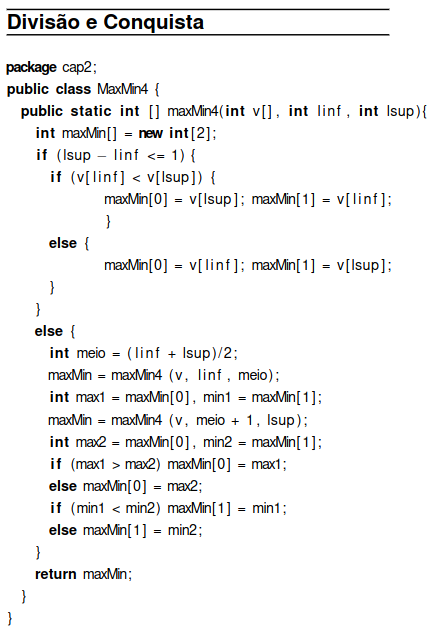 Divisão e Conquista
package cap2;
public class MaxMin4 {
public static int [] maxMin4(int v[], int linf, int lsup){
int maxMin[] = new int[2];
if (lsup − linf <= 1) {
if (v[linf] < v[lsup]) {
maxMin[0] = v[lsup]; maxMin[1] = v[linf];
}
else {
maxMin[0] = v[linf]; maxMin[1] = v[lsup];
}
}
else {
int meio = (linf + lsup)/2;
maxMin = maxMin4 (v, linf, meio);
int max1 = maxMin[0], min1 = maxMin[1];
maxMin = maxMin4 (v, meio + 1, lsup);
int max2 = maxMin[0], min2 = maxMin[1];
if (max1 > max2) maxMin[0] = max1;
else maxMin[0] = max2;
if (min1 < min2) maxMin[1] = min1;
else maxMin[1] = min2;
}
return maxMin;
}
}